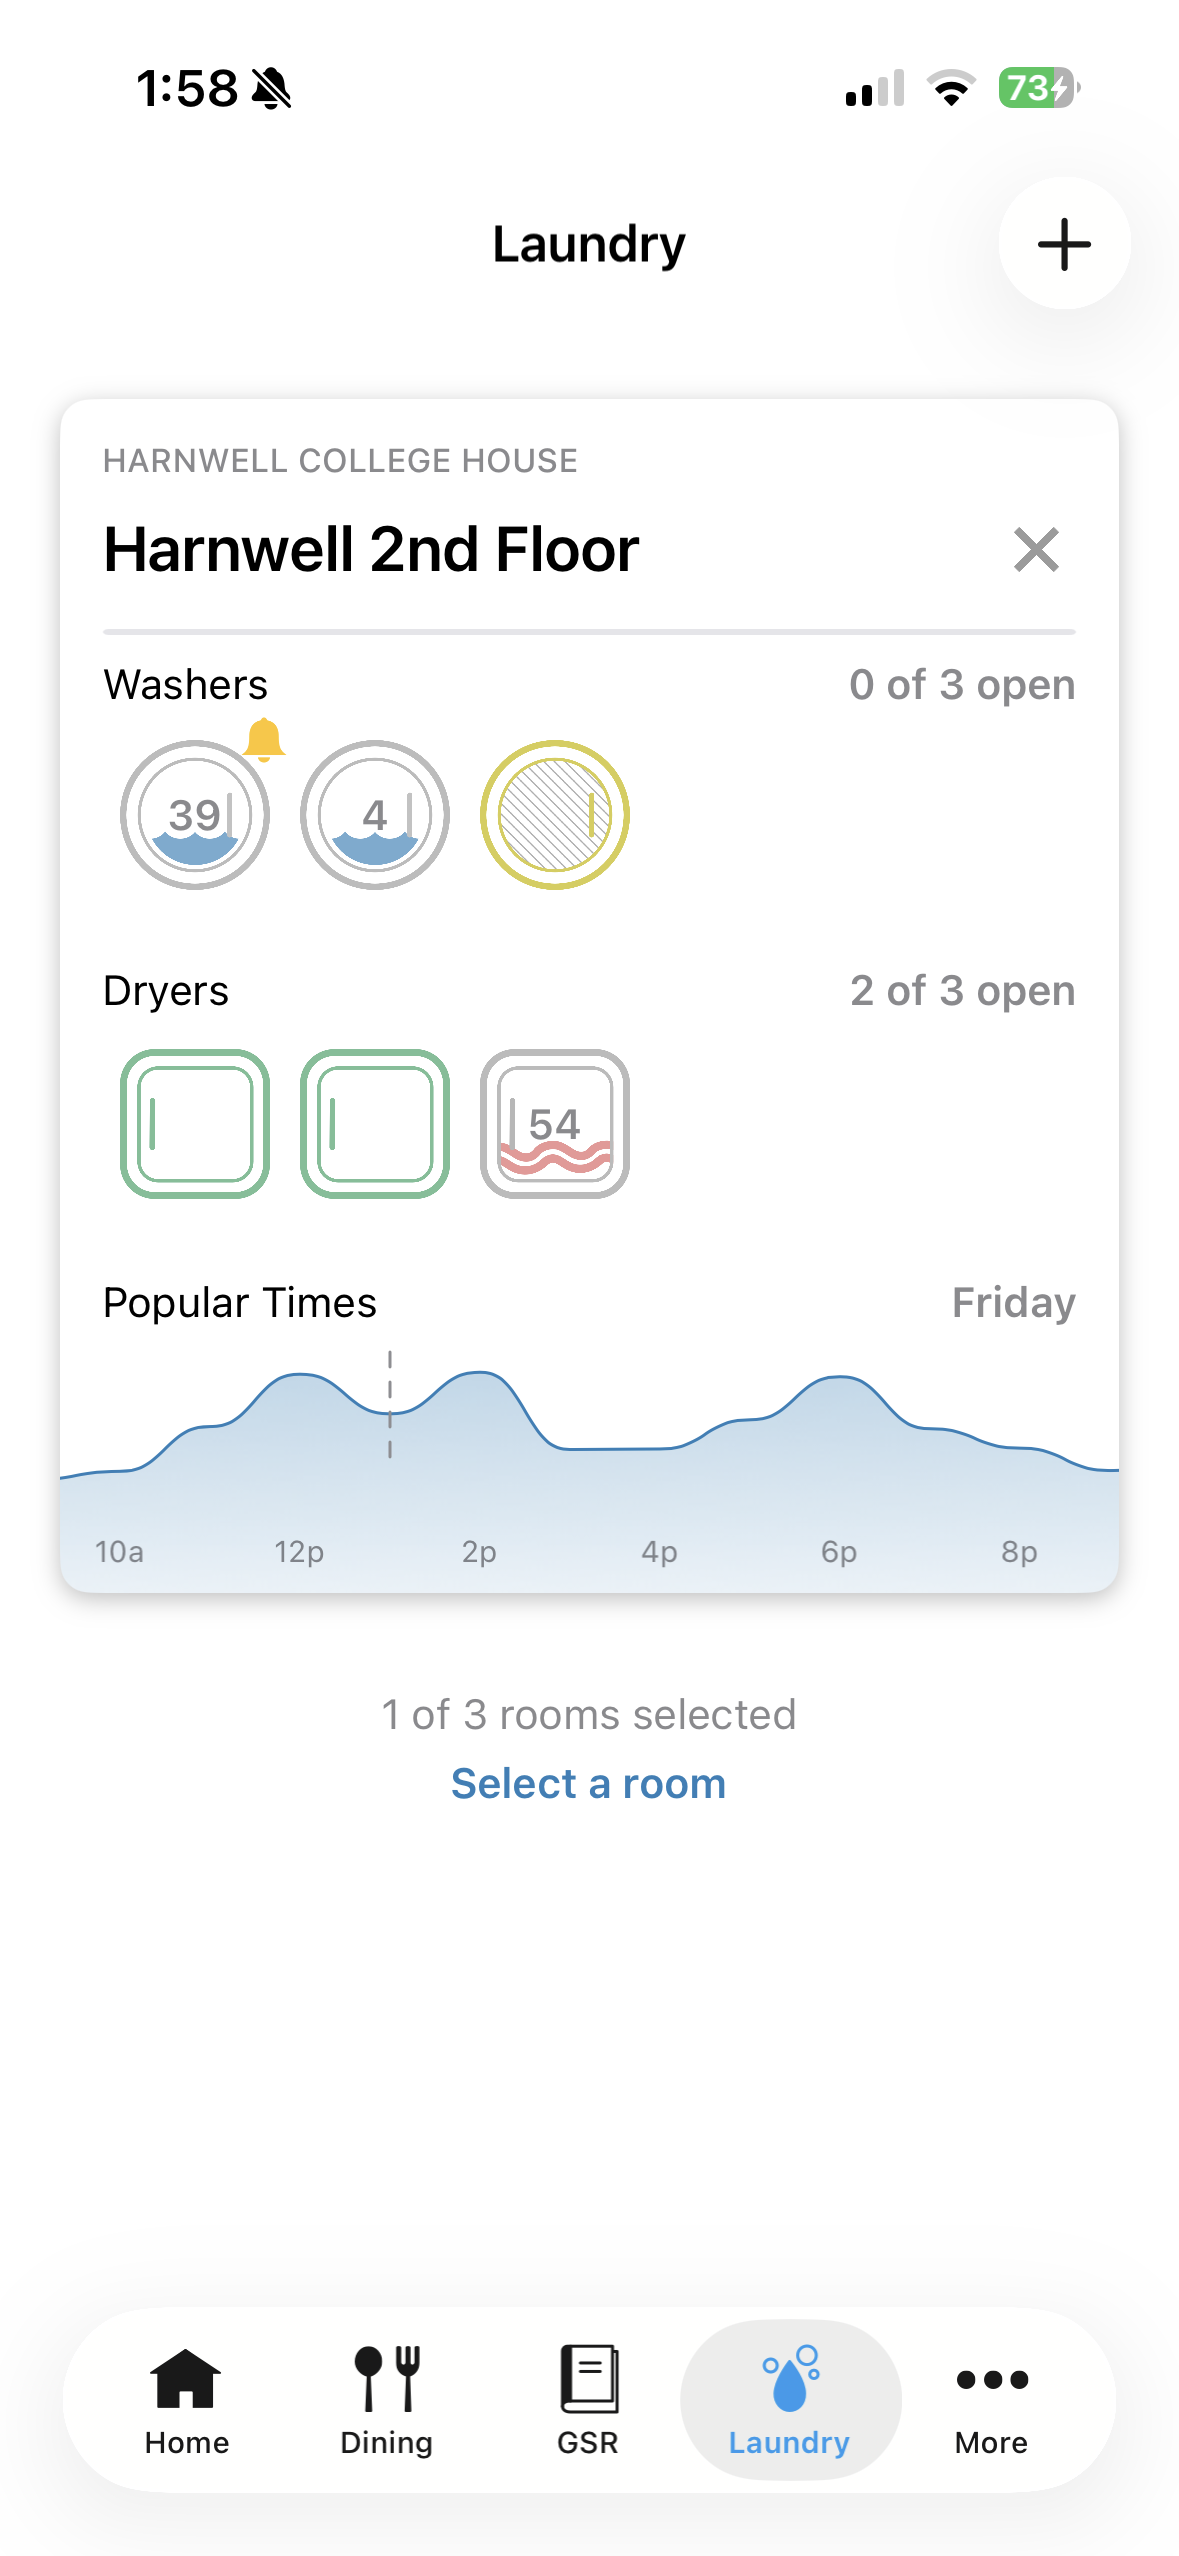 1:58
73
Laundry
HARNWELL COLLEGE HOUSE
Harnwell 2nd Floor
Washers
0 of 3 open
39
4
Dryers
2 of 3 open
54
Popular Times
Friday
10a 12p 2p 4p 6p 8p
1 of 3 rooms selected
Select a room
Home
Dining
GSR
Laundry
More